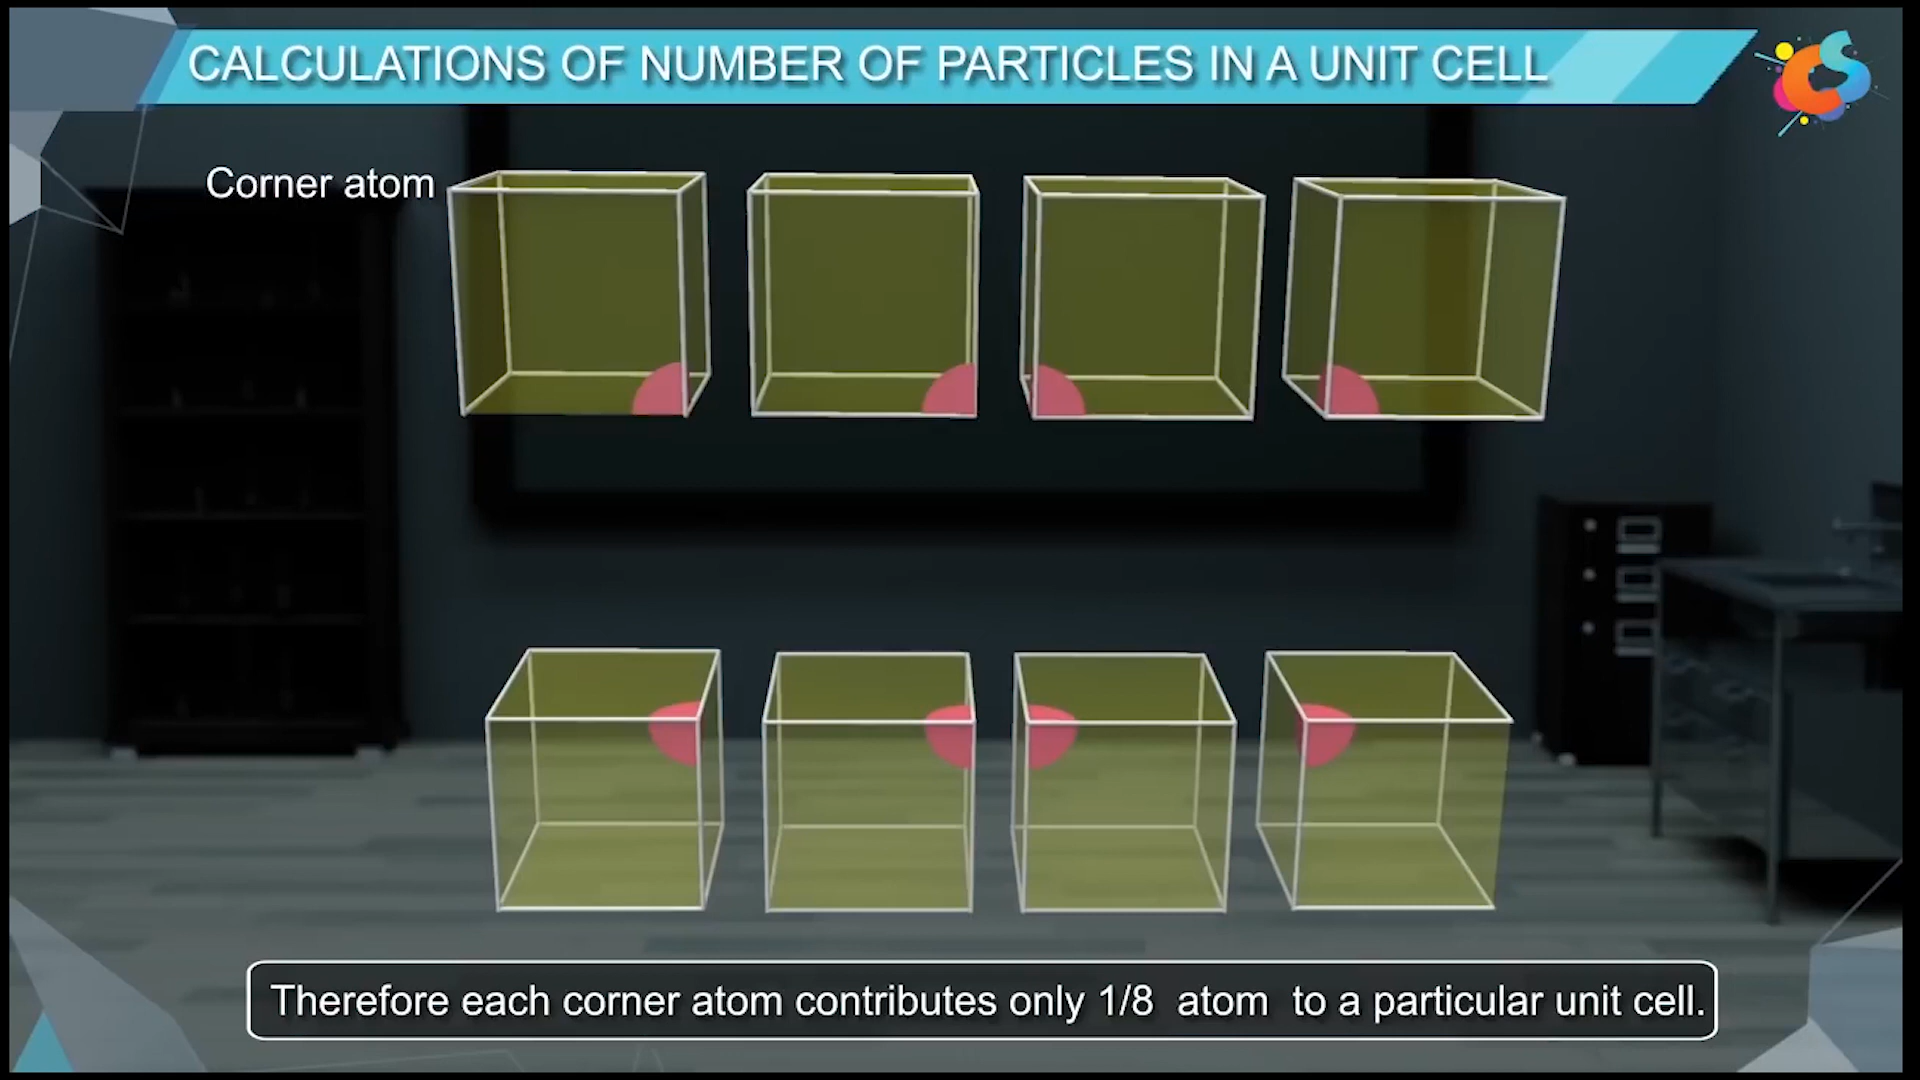 CALCULATIONS OF NUMBER OF PARTICLES IN A UNIT CELL
CS
Corner atom
Therefore each corner atom contributes only 1/8 atom to a particular unit cell.